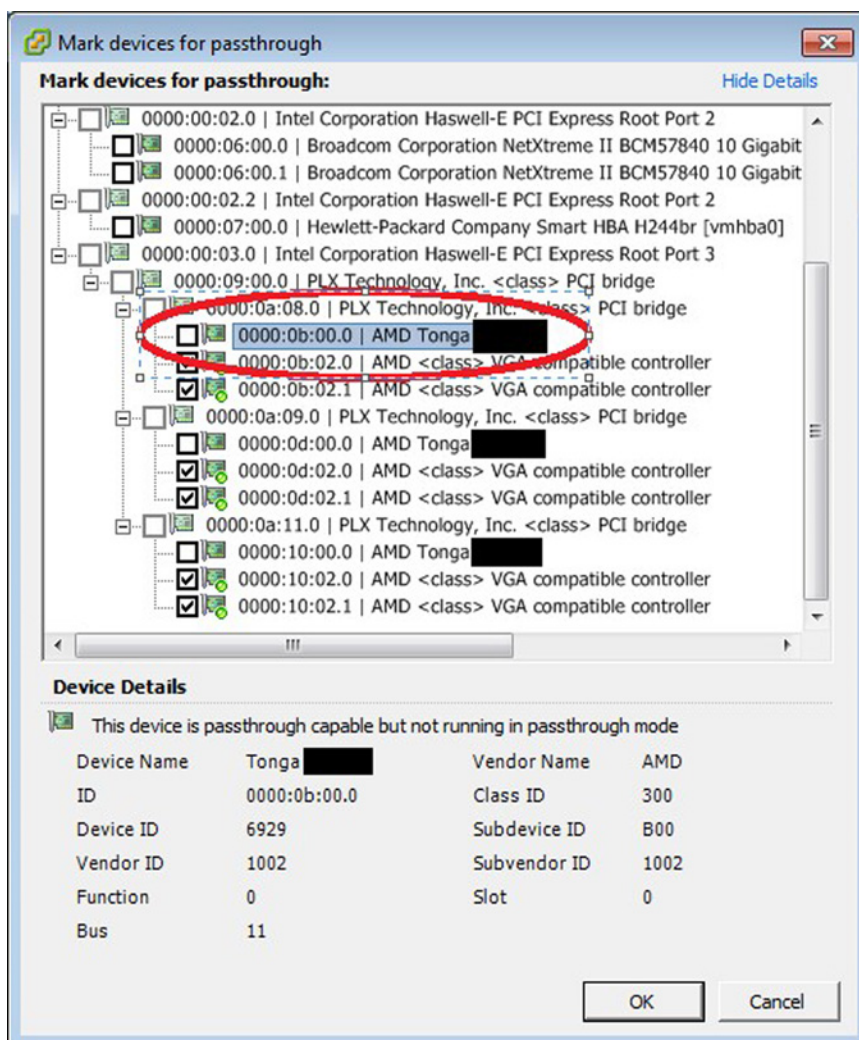 Mark devices for passthrough
Mark devices for passthrough: Hide Details
0000:00:02.0 | Intel Corporation Haswell-E PCI Express Root Port 2
0000:06:00.0 | Broadcom Corporation NetXtreme II BCM57840 10 Gigabit
0000:06:00.1 | Broadcom Corporation NetXtreme II BCM57840 10 Gigabit
0000:00:02.2 | Intel Corporation Haswell-E PCI Express Root Port 2
0000:07:00.0 | Hewlett-Packard Company Smart HBA H244br [vmhba0]
0000:00:03.0 | Intel Corporation Haswell-E PCI Express Root Port 3
0000:09:00.0 | PLX Technology, Inc. <class> PCI bridge
0000:0a:08.0 | PLX Technology, Inc. <class> PCI bridge
0000:0b:00.0 | AMD Tonga
0000:0b:02.0 | AMD <class> VGA compatible controller
0000:0b:02.1 | AMD <class> VGA compatible controller
0000:0a:09.0 | PLX Technology, Inc. <class> PCI bridge
0000:0d:00.0 | AMD Tonga
0000:0d:02.0 | AMD <class> VGA compatible controller
0000:0d:02.1 | AMD <class> VGA compatible controller
0000:0a:11.0 | PLX Technology, Inc. <class> PCI bridge
0000:10:00.0 | AMD Tonga
0000:10:02.0 | AMD <class> VGA compatible controller
0000:10:02.1 | AMD <class> VGA compatible controller
Device Details
This device is passthrough capable but not running in passthrough mode
Device Name Tonga Vendor Name AMD
ID 0000:0b:00.0 Class ID 300
Device ID 6929 Subdevice ID B00
Vendor ID 1002 Subvendor ID 1002
Function 0 Slot 0
Bus 11
OK Cancel